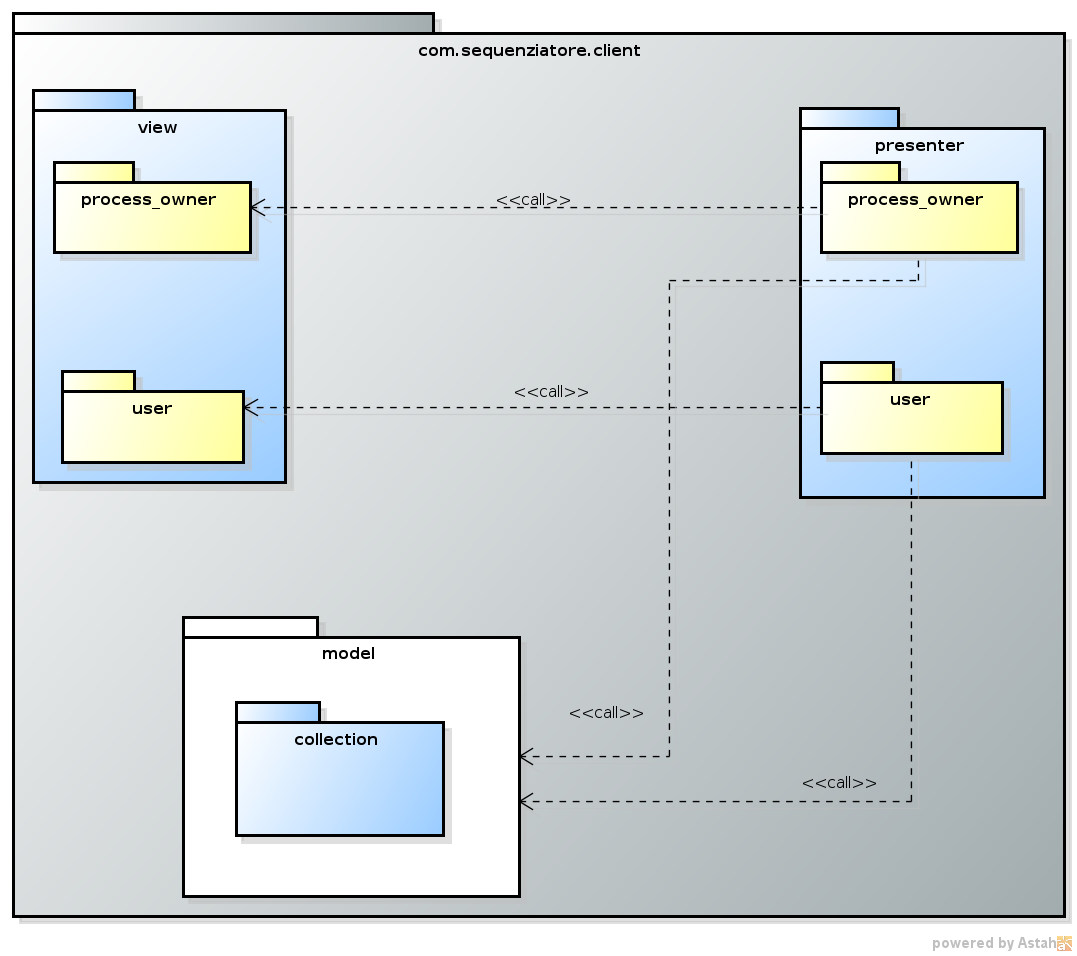 com.sequenziatore.client
view
presenter
process_owner
<<call>>
process_owner
user
<<call>>
user
model
collection
<<call>>
<<call>>
powered by Astah